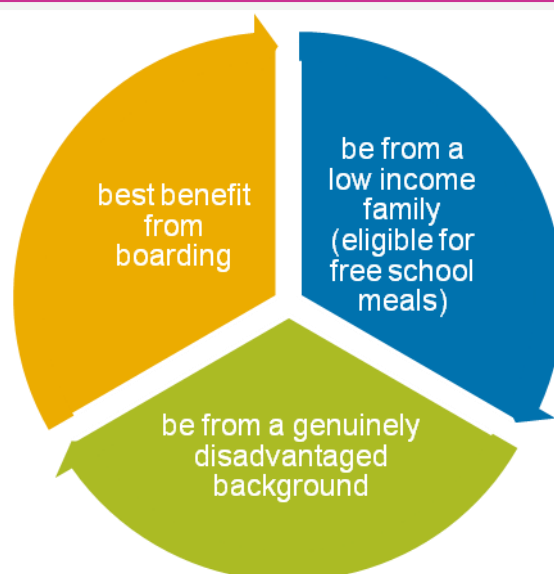 be from a
low income
family
(eligible for
free school
meals)
be from a genuinely
disadvantaged
background
best benefit
from
boarding